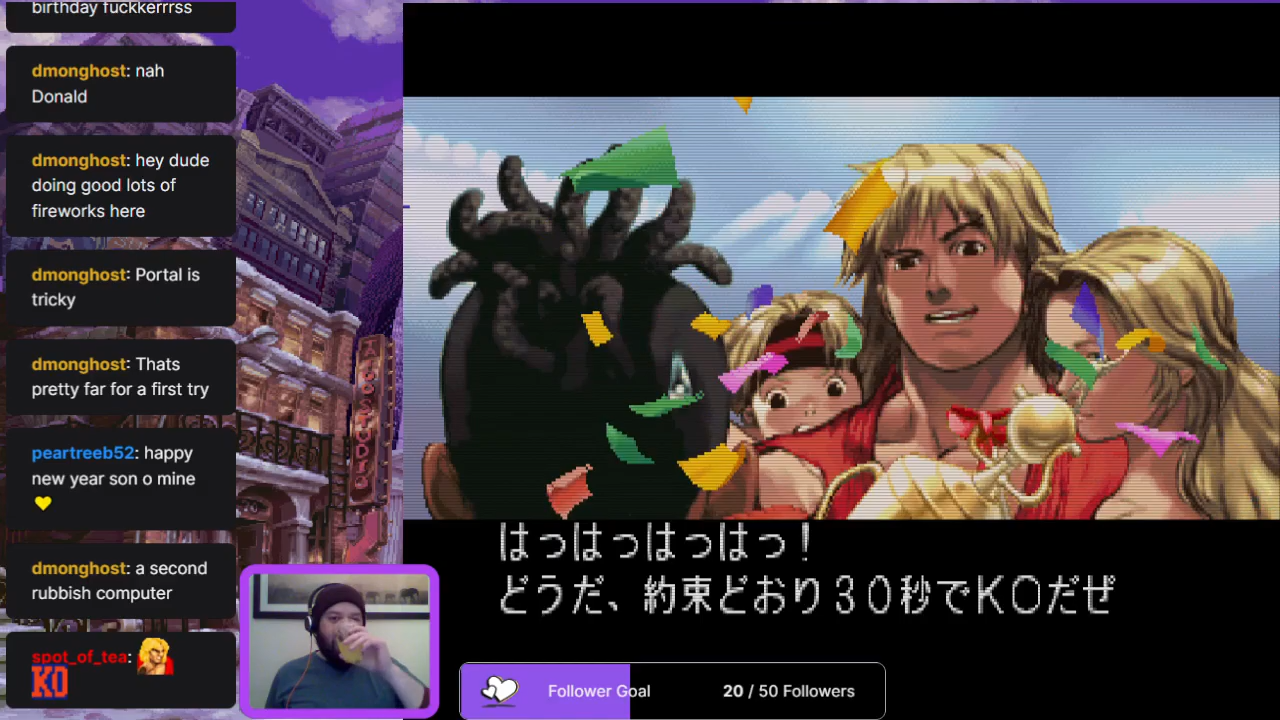 birthday fuckkerrrss
dmonghost: nah
Donald
dmonghost: hey dude
doing good lots of
fireworks here
dmonghost: Portal is
tricky
dmonghost: Thats
pretty far for a first try
peartreeb52: happy
new year son o mine
dmonghost: a second
rubbish computer
spot_of_tea:
KO
はっはっはっはっ！
どうだ、約束どおり３０秒でＫＯだぜ
Follower Goal 20 / 50 Followers